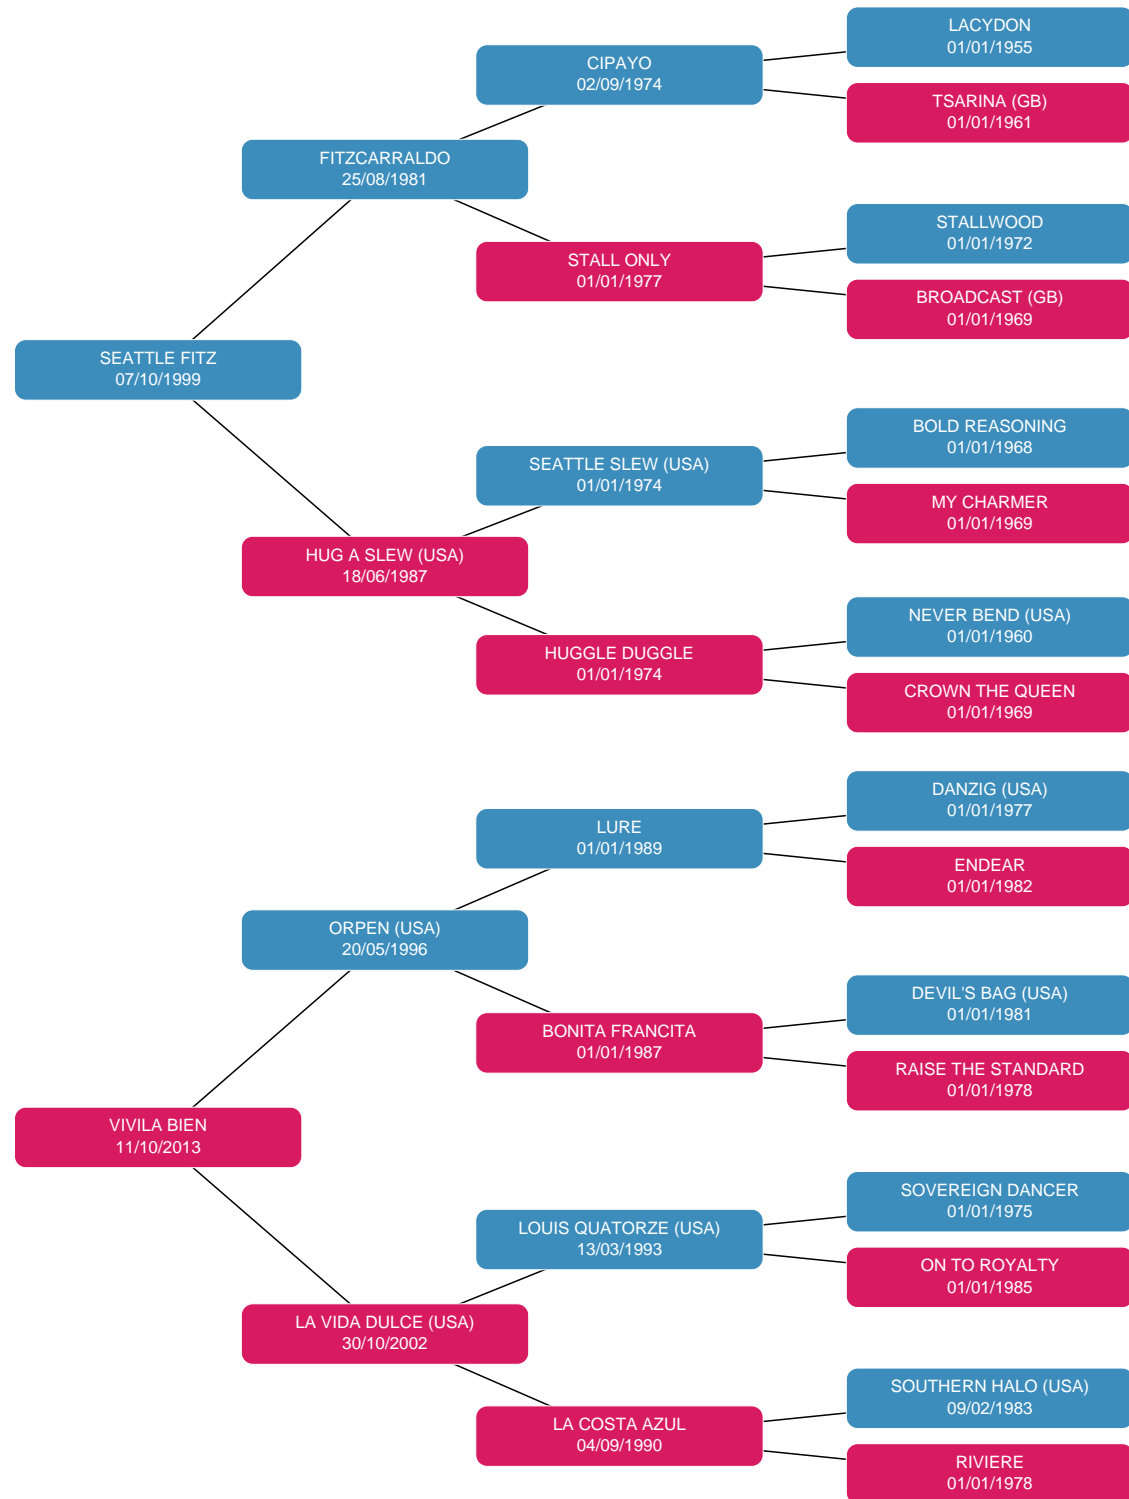 LACYDON
01/01/1955
CIPAYO
02/09/1974
TSARINA (GB)
01/01/1961
FITZCARRALDO
25/08/1981
STALLWOOD
01/01/1972
STALL ONLY
01/01/1977
BROADCAST (GB)
01/01/1969
SEATTLE FITZ
07/10/1999
BOLD REASONING
01/01/1968
SEATTLE SLEW (USA)
01/01/1974
MY CHARMER
01/01/1969
HUG A SLEW (USA)
18/06/1987
NEVER BEND (USA)
01/01/1960
HUGGLE DUGGLE
01/01/1974
CROWN THE QUEEN
01/01/1969
DANZIG (USA)
01/01/1977
LURE
01/01/1989
ENDEAR
01/01/1982
ORPEN (USA)
20/05/1996
DEVIL'S BAG (USA)
01/01/1981
BONITA FRANCITA
01/01/1987
RAISE THE STANDARD
01/01/1978
VIVILA BIEN
11/10/2013
SOVEREIGN DANCER
01/01/1975
LOUIS QUATORZE (USA)
13/03/1993
ON TO ROYALTY
01/01/1985
LA VIDA DULCE (USA)
30/10/2002
SOUTHERN HALO (USA)
09/02/1983
LA COSTA AZUL
04/09/1990
RIVIERE
01/01/1978